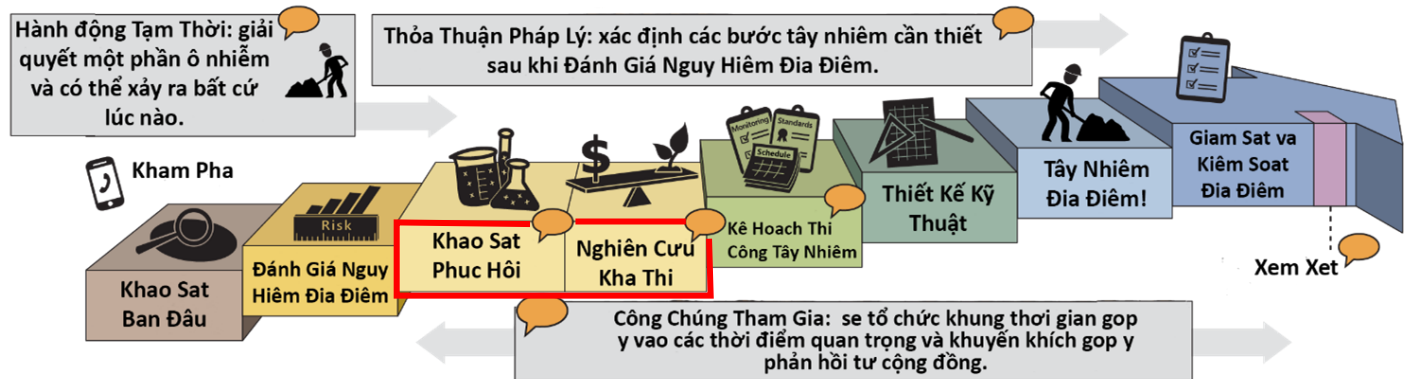 Hành động Tạm Thời: giải
quyết một phần ô nhiễm
và có thể xảy ra bất cứ
lúc nào.
Thỏa Thuận Pháp Lý: xác định các bước tây nhiêm cần thiết
sau khi Đánh Giá Nguy Hiêm Đia Điêm.
Kham Pha
Khao Sat
Ban Đâu
Risk
Đánh Giá Nguy
Hiêm Đia Điêm
Khao Sat
Phuc Hôi
$
Nghiên Cưu
Kha Thi
Monitoring
Standards
Schedule
Kê Hoach Thi
Công Tây Nhiêm
Thiết Kế Kỹ
Thuật
Tây Nhiêm
Đia Điêm!
Giam Sat va
Kiêm Soat
Đia Điêm
Xem Xet
Công Chúng Tham Gia: se tổ chức khung thơi gian gop
y vao các thời điểm quan trọng và khuyến khích gop y
phản hồi tư cộng đồng.